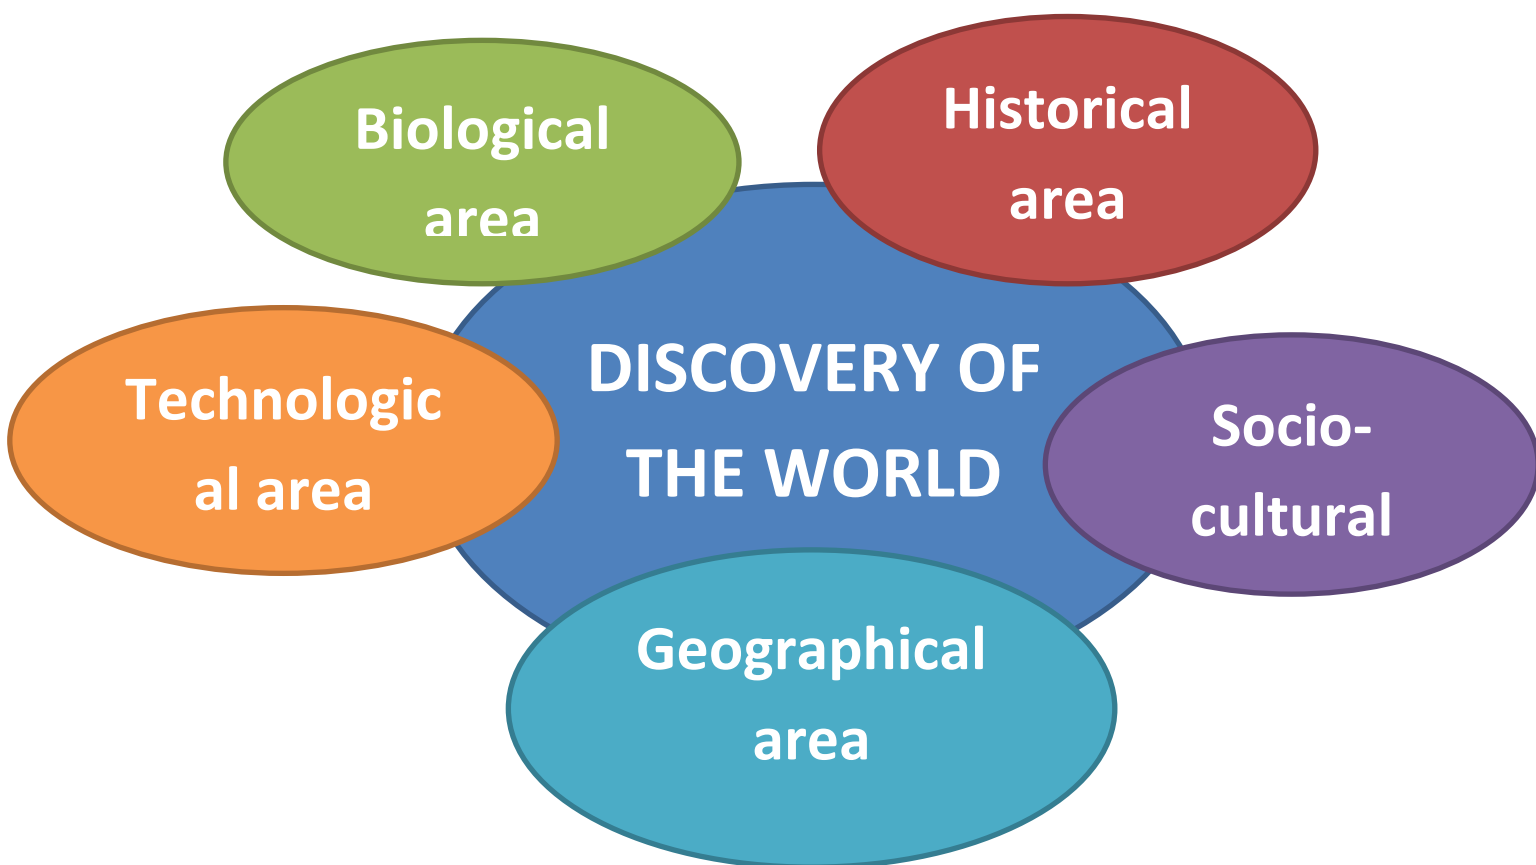 Biological
area
Historical
area
DISCOVERY OF
THE WORLD
Technologic
al area
Socio-
cultural
Geographical
area